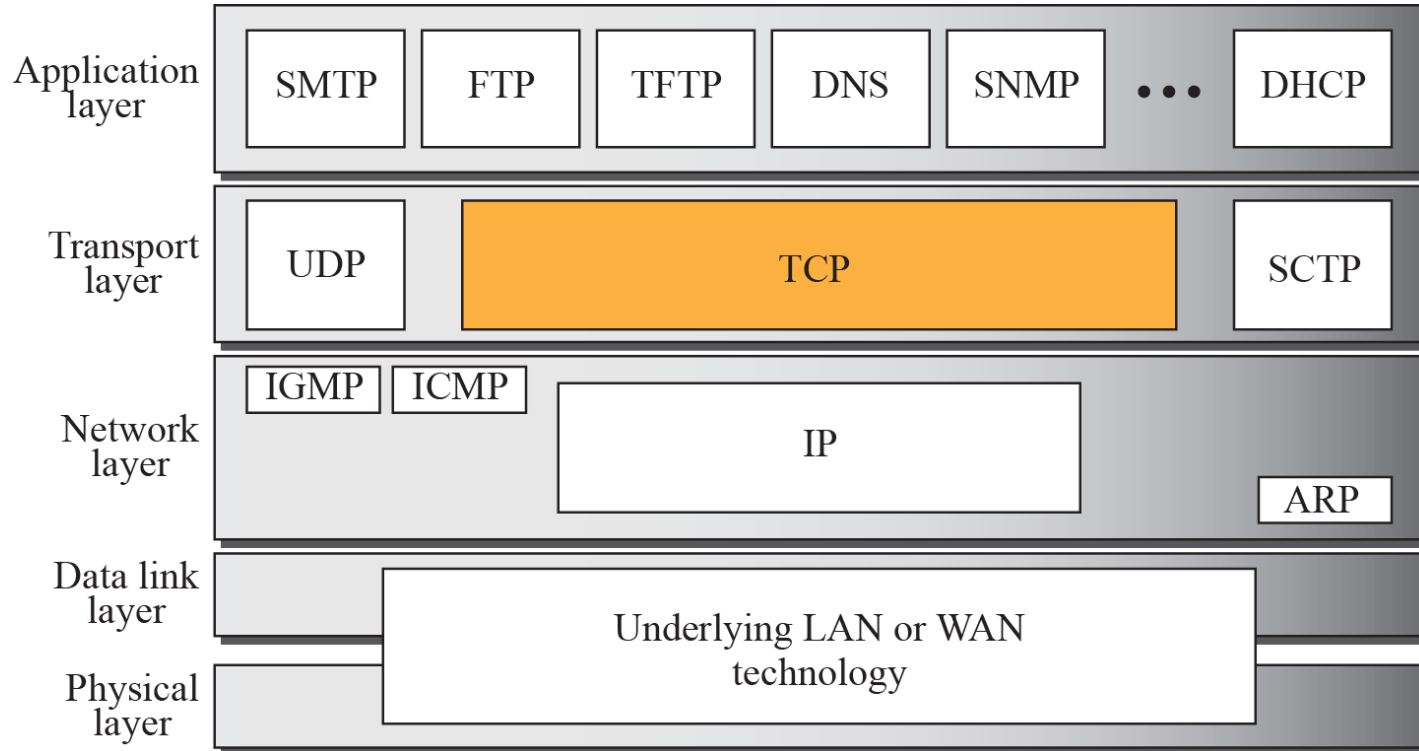 Application
layer
SMTP
FTP
TFTP
DNS
SNMP
...
DHCP
Transport
layer
UDP
TCP
SCTP
Network
layer
IGMP
ICMP
IP
ARP
Data link
layer
Underlying LAN or WAN
technology
Physical
layer